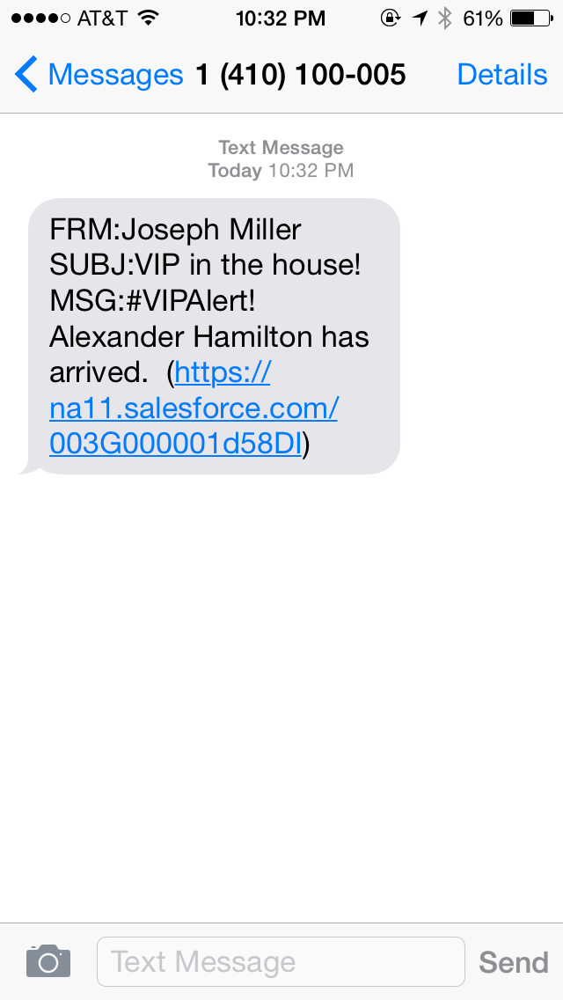 AT&T 10:32 PM 61%
Messages 1 (410) 100-005 Details
Text Message
Today 10:32 PM
FRM:Joseph Miller
SUBJ:VIP in the house!
MSG:#VIPAlert!
Alexander Hamilton has
arrived.  (https://
na11.salesforce.com/
003G000001d58DI)
Text Message Send